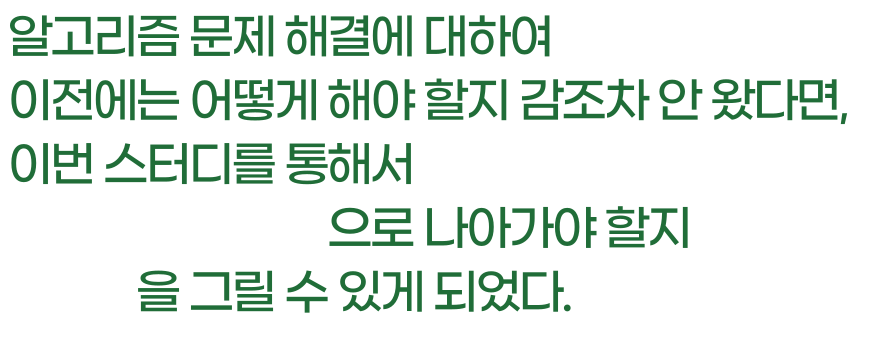 알고리즘 문제 해결에 대하여
이전에는 어떻게 해야 할지 감조차 안 왔다면,
이번 스터디를 통해서
으로 나아가야 할지
을 그릴 수 있게 되었다.